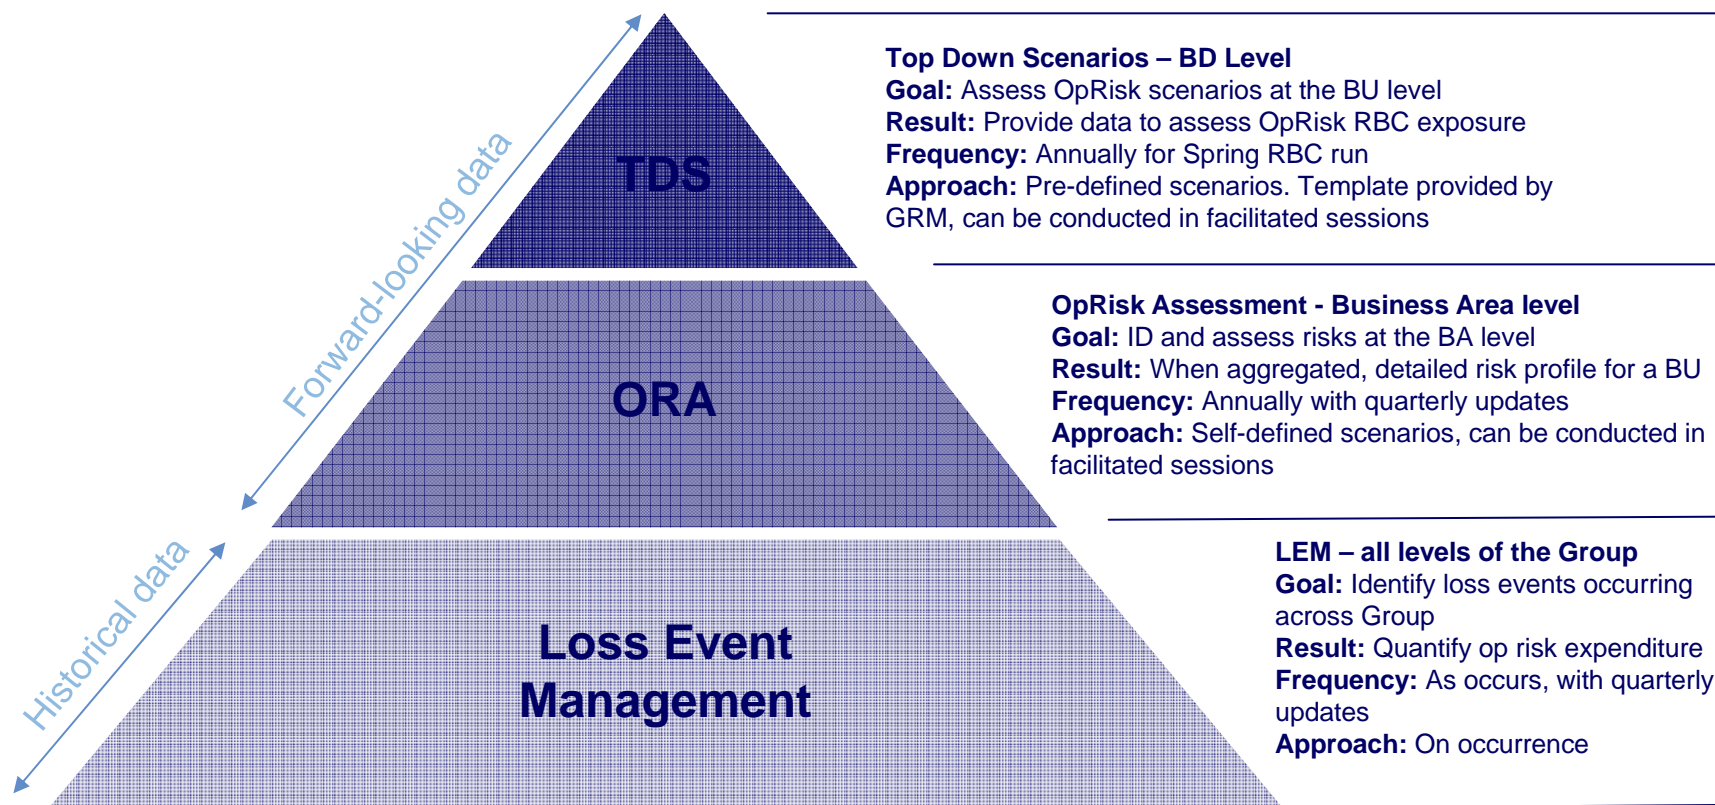 Top Down Scenarios – BD Level
Goal: Assess OpRisk scenarios at the BU level
Result: Provide data to assess OpRisk RBC exposure
Frequency: Annually for Spring RBC run
Approach: Pre-defined scenarios. Template provided by
GRM, can be conducted in facilitated sessions
TDS
Forward-looking data
OpRisk Assessment - Business Area level
Goal: ID and assess risks at the BA level
Result: When aggregated, detailed risk profile for a BU
Frequency: Annually with quarterly updates
Approach: Self-defined scenarios, can be conducted in
facilitated sessions
ORA
Historical data
LEM – all levels of the Group
Goal: Identify loss events occurring
across Group
Result: Quantify op risk expenditure
Frequency: As occurs, with quarterly
updates
Approach: On occurrence
Loss Event
Management